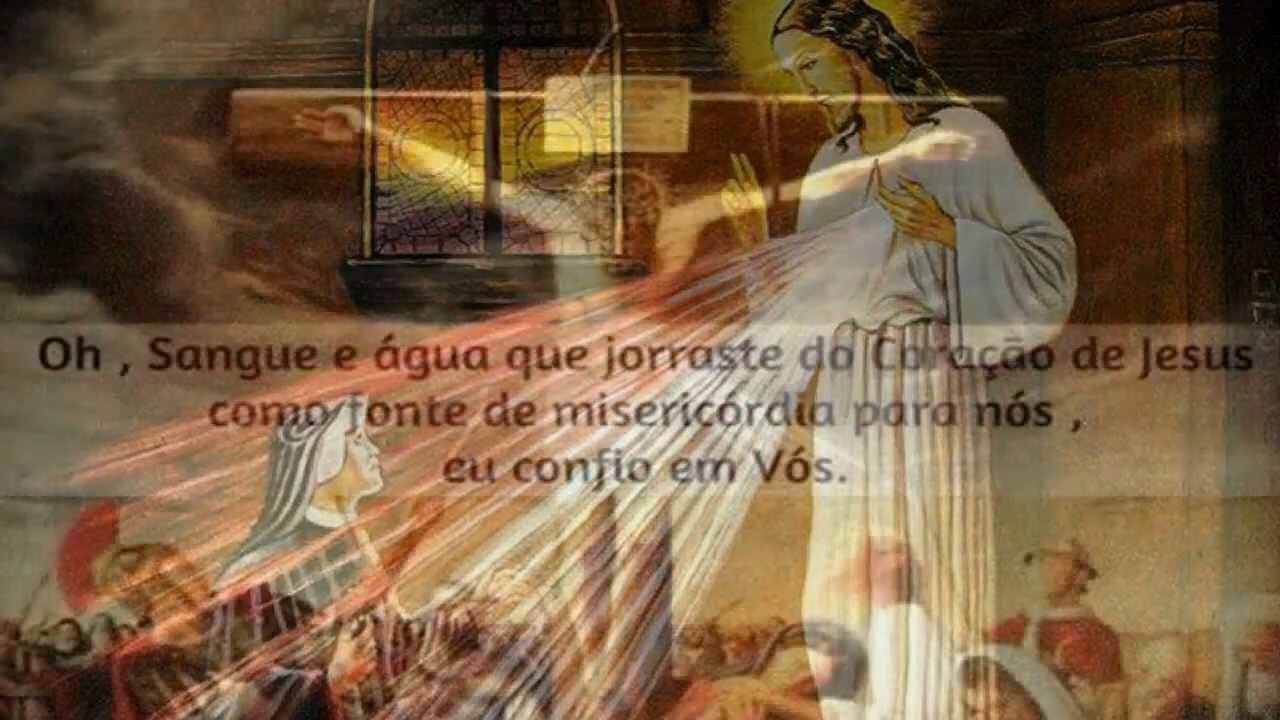 Oh , Sangue e água que jorraste do Coração de Jesus
como fonte de misericórdia para nós ,
eu confio em Vós.